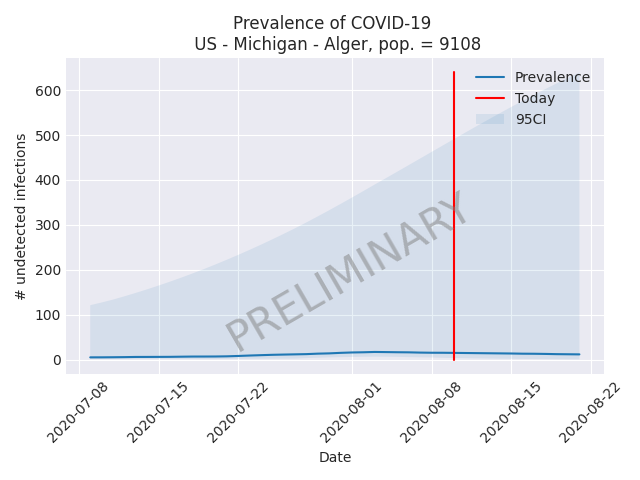 Prevalence of COVID-19
US - Michigan - Alger, pop. = 9108
Prevalence
Today
95CI
PRELIMINARY
# undetected infections
600
500
400
300
200
100
0
2020-07-08
2020-07-15
2020-07-22
2020-08-01
2020-08-08
2020-08-15
2020-08-22
Date